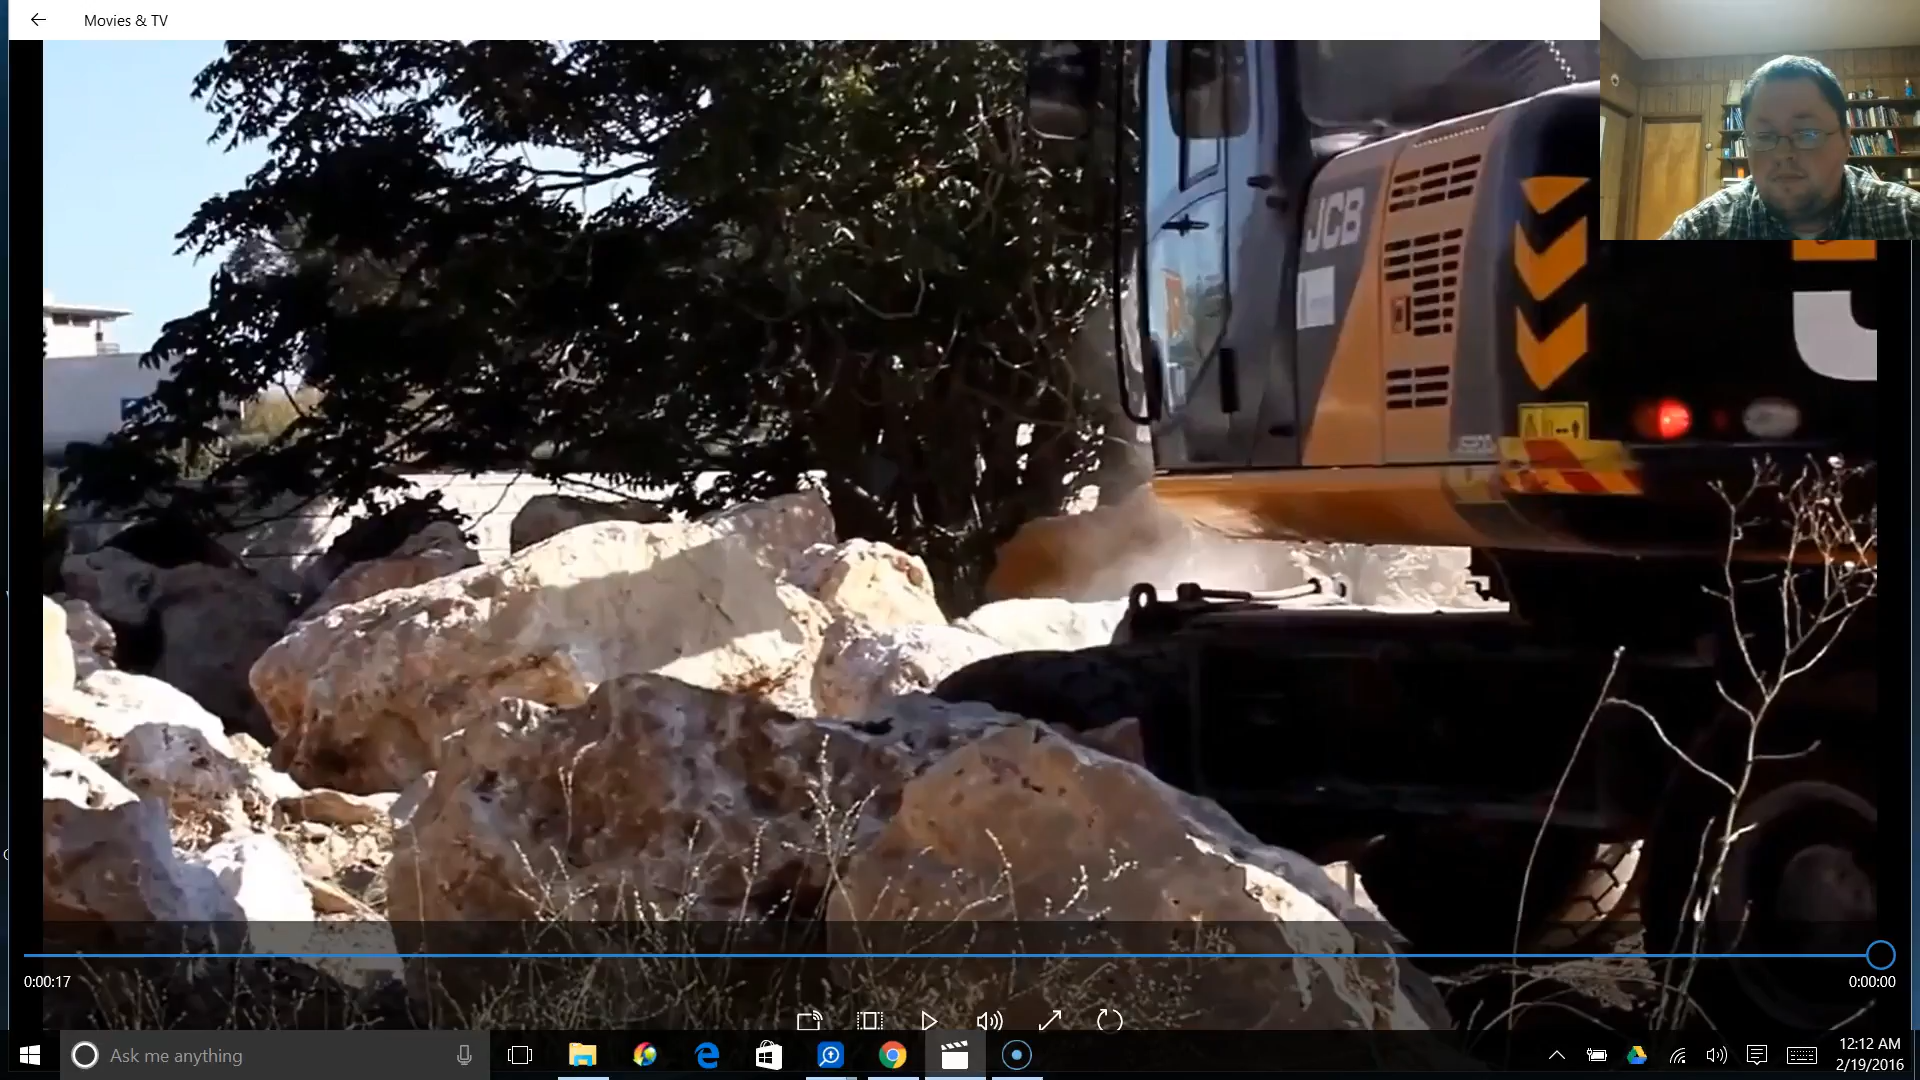 Movies & TV
JCB
0:00:17
0:00:00
Ask me anything
12:12 AM
2/19/2016